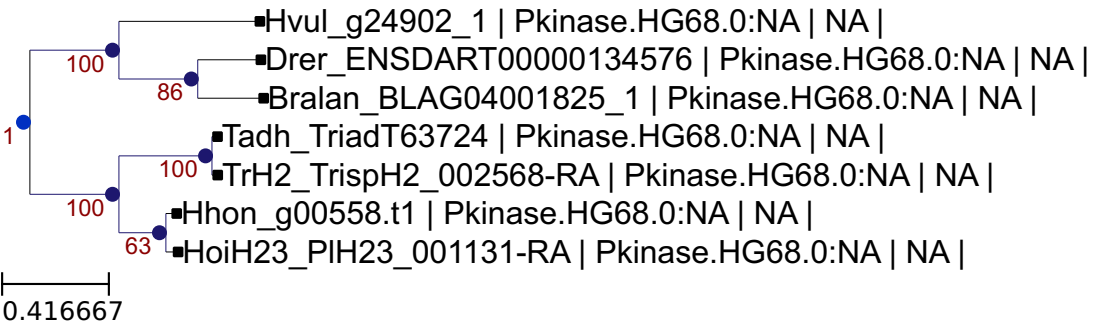 Hvul_g24902_1 | Pkinase.HG68.0:NA | NA |
100
Drer_ENSDART00000134576 | Pkinase.HG68.0:NA | NA |
86
Bralan_BLAG04001825_1 | Pkinase.HG68.0:NA | NA |
1
Tadh_TriadT63724 | Pkinase.HG68.0:NA | NA |
100
TrH2_TrispH2_002568-RA | Pkinase.HG68.0:NA | NA |
100
Hhon_g00558.t1 | Pkinase.HG68.0:NA | NA |
63
HoiH23_PlH23_001131-RA | Pkinase.HG68.0:NA | NA |
0.416667